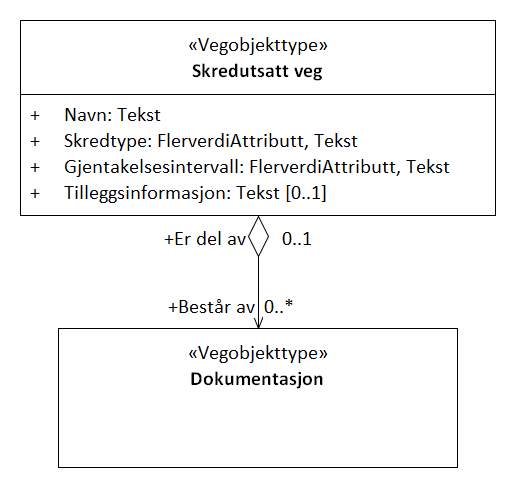 «Vegobjekttype»
Skredutsatt veg
+ Navn: Tekst
+ Skredtype: FlerverdiAttributt, Tekst
+ Gjentakelsesintervall: FlerverdiAttributt, Tekst
+ Tilleggsinformasjon: Tekst [0..1]
+Er del av 0..1
+Består av 0..*
«Vegobjekttype»
Dokumentasjon